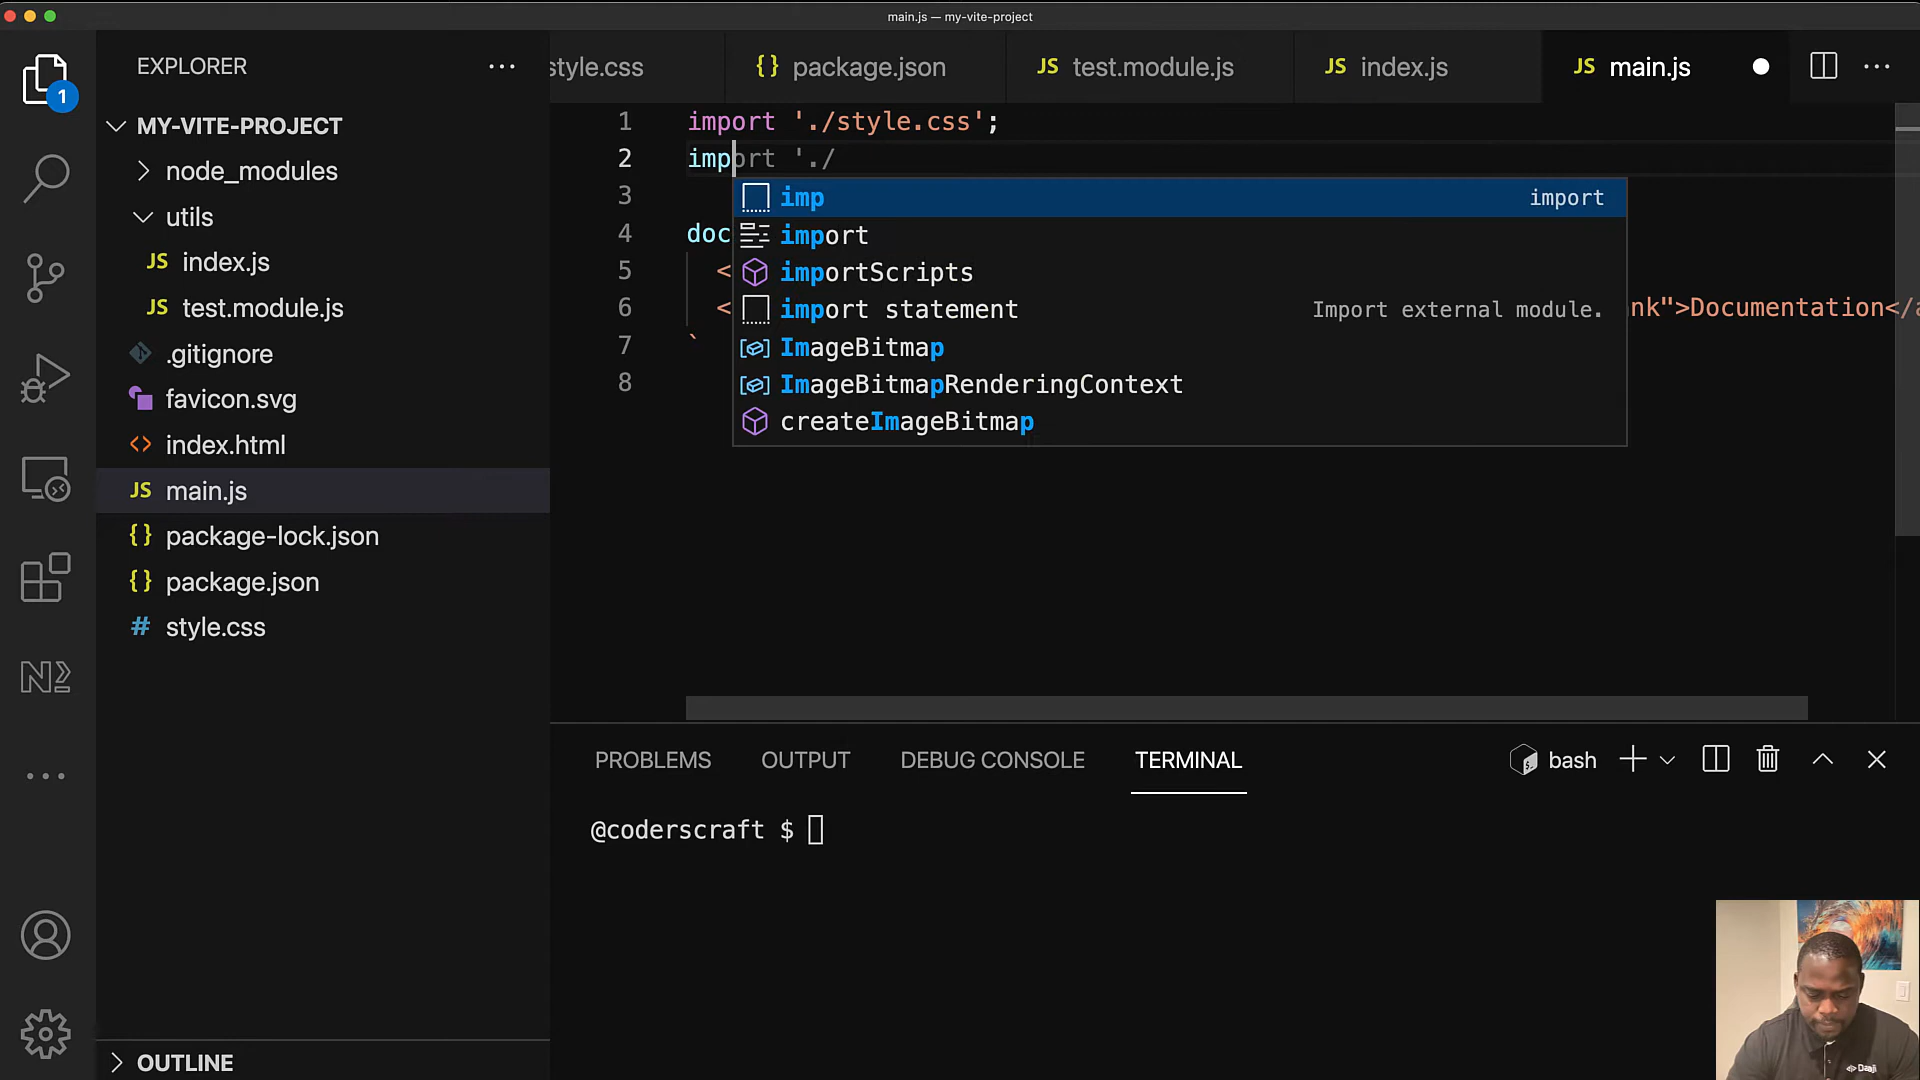 main.js — my-vite-project
EXPLORER
1
MY-VITE-PROJECT
node_modules
utils
JS index.js
JS test.module.js
.gitignore
favicon.svg
<> index.html
JS main.js
{} package-lock.json
{} package.json
# style.css
OUTLINE
style.css
{} package.json
JS test.module.js
JS index.js
JS main.js
1 import './style.css';
2 import './
3
4 doc
5 <
6 < nk">Documentation</a
7 `
8
imp import
import
importScripts
import statement Import external module.
ImageBitmap
ImageBitmapRenderingContext
createImageBitmap
PROBLEMS OUTPUT DEBUG CONSOLE TERMINAL
bash
@coderscraft $
Daaji